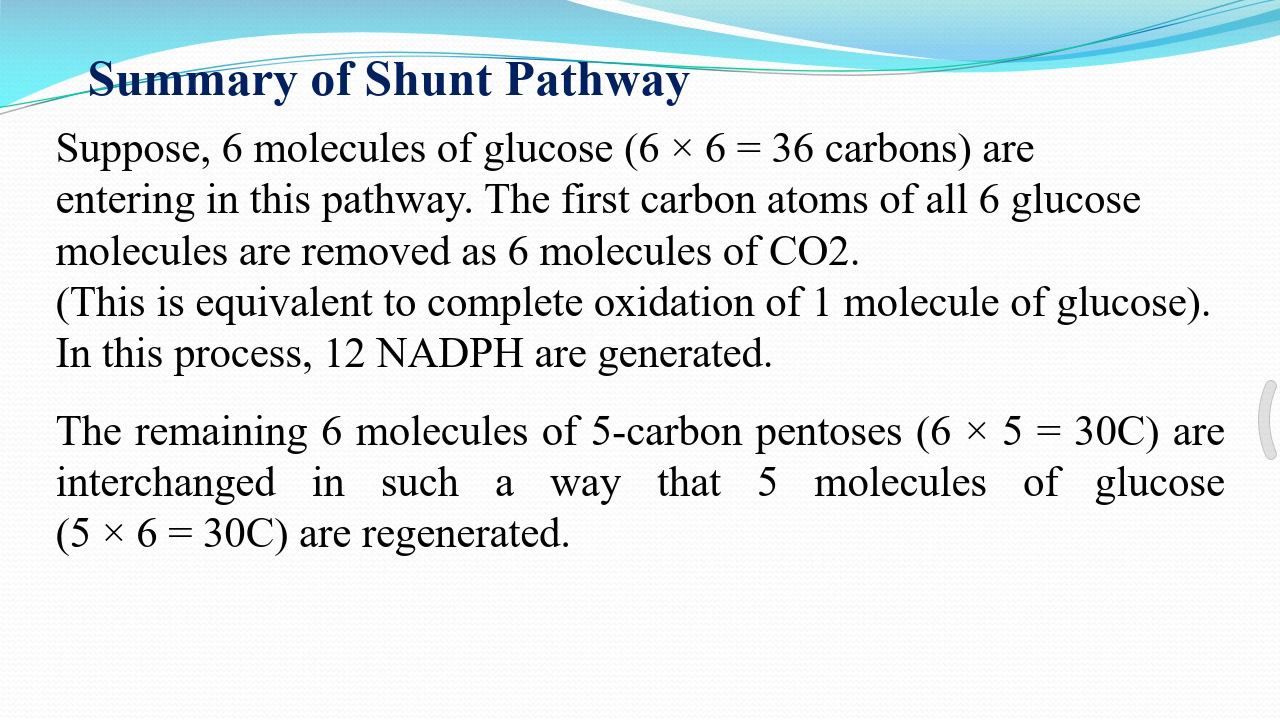 Summary of Shunt Pathway
Suppose, 6 molecules of glucose (6 × 6 = 36 carbons) are
entering in this pathway. The first carbon atoms of all 6 glucose
molecules are removed as 6 molecules of CO2.
(This is equivalent to complete oxidation of 1 molecule of glucose).
In this process, 12 NADPH are generated.
The remaining 6 molecules of 5-carbon pentoses (6 × 5 = 30C) are
interchanged in such a way that 5 molecules of glucose
(5 × 6 = 30C) are regenerated.